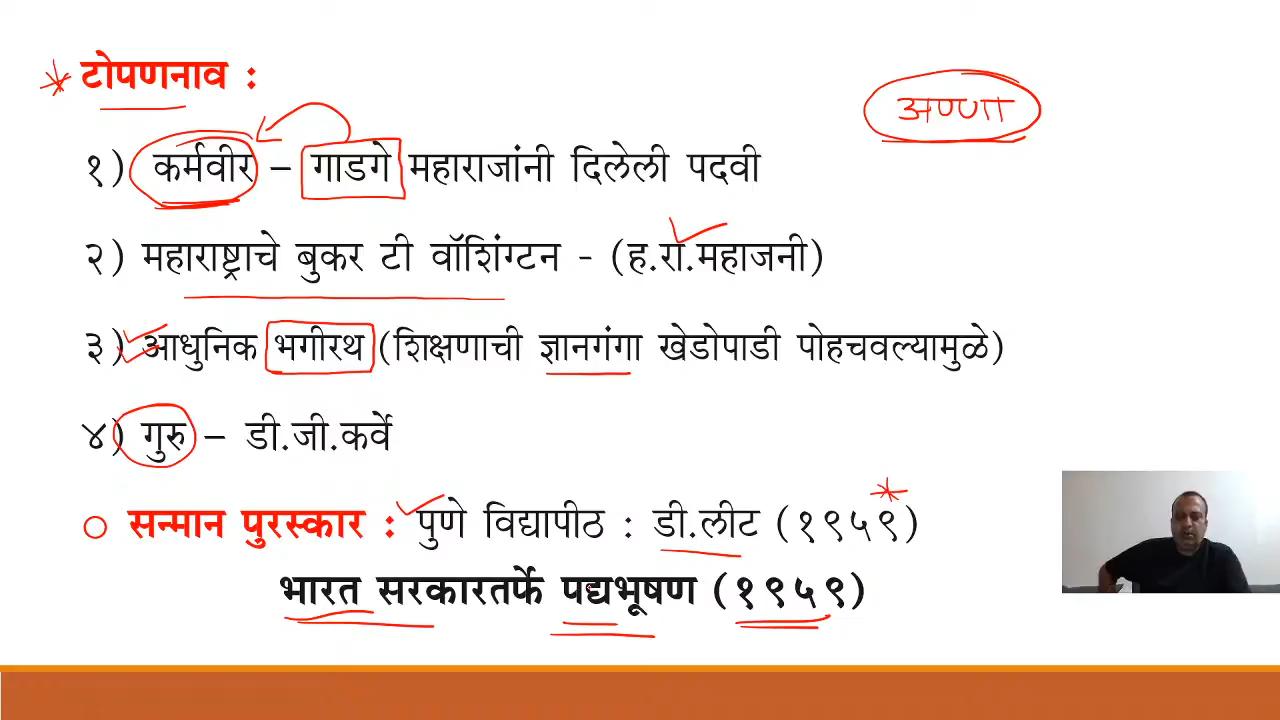 टोपणनाव :
अण्णा
१) कर्मवीर – गाडगे महाराजांनी दिलेली पदवी
२) महाराष्ट्राचे बुकर टी वॉशिंग्टन - (ह.रा.महाजनी)
३) आधुनिक भगीरथ (शिक्षणाची ज्ञानगंगा खेडोपाडी पोहचवल्यामुळे)
४) गुरु – डी.जी.कर्वे
सन्मान पुरस्कार : पुणे विद्यापीठ : डी.लीट (१९५९)
भारत सरकारतर्फे पद्यभूषण (१९५९)